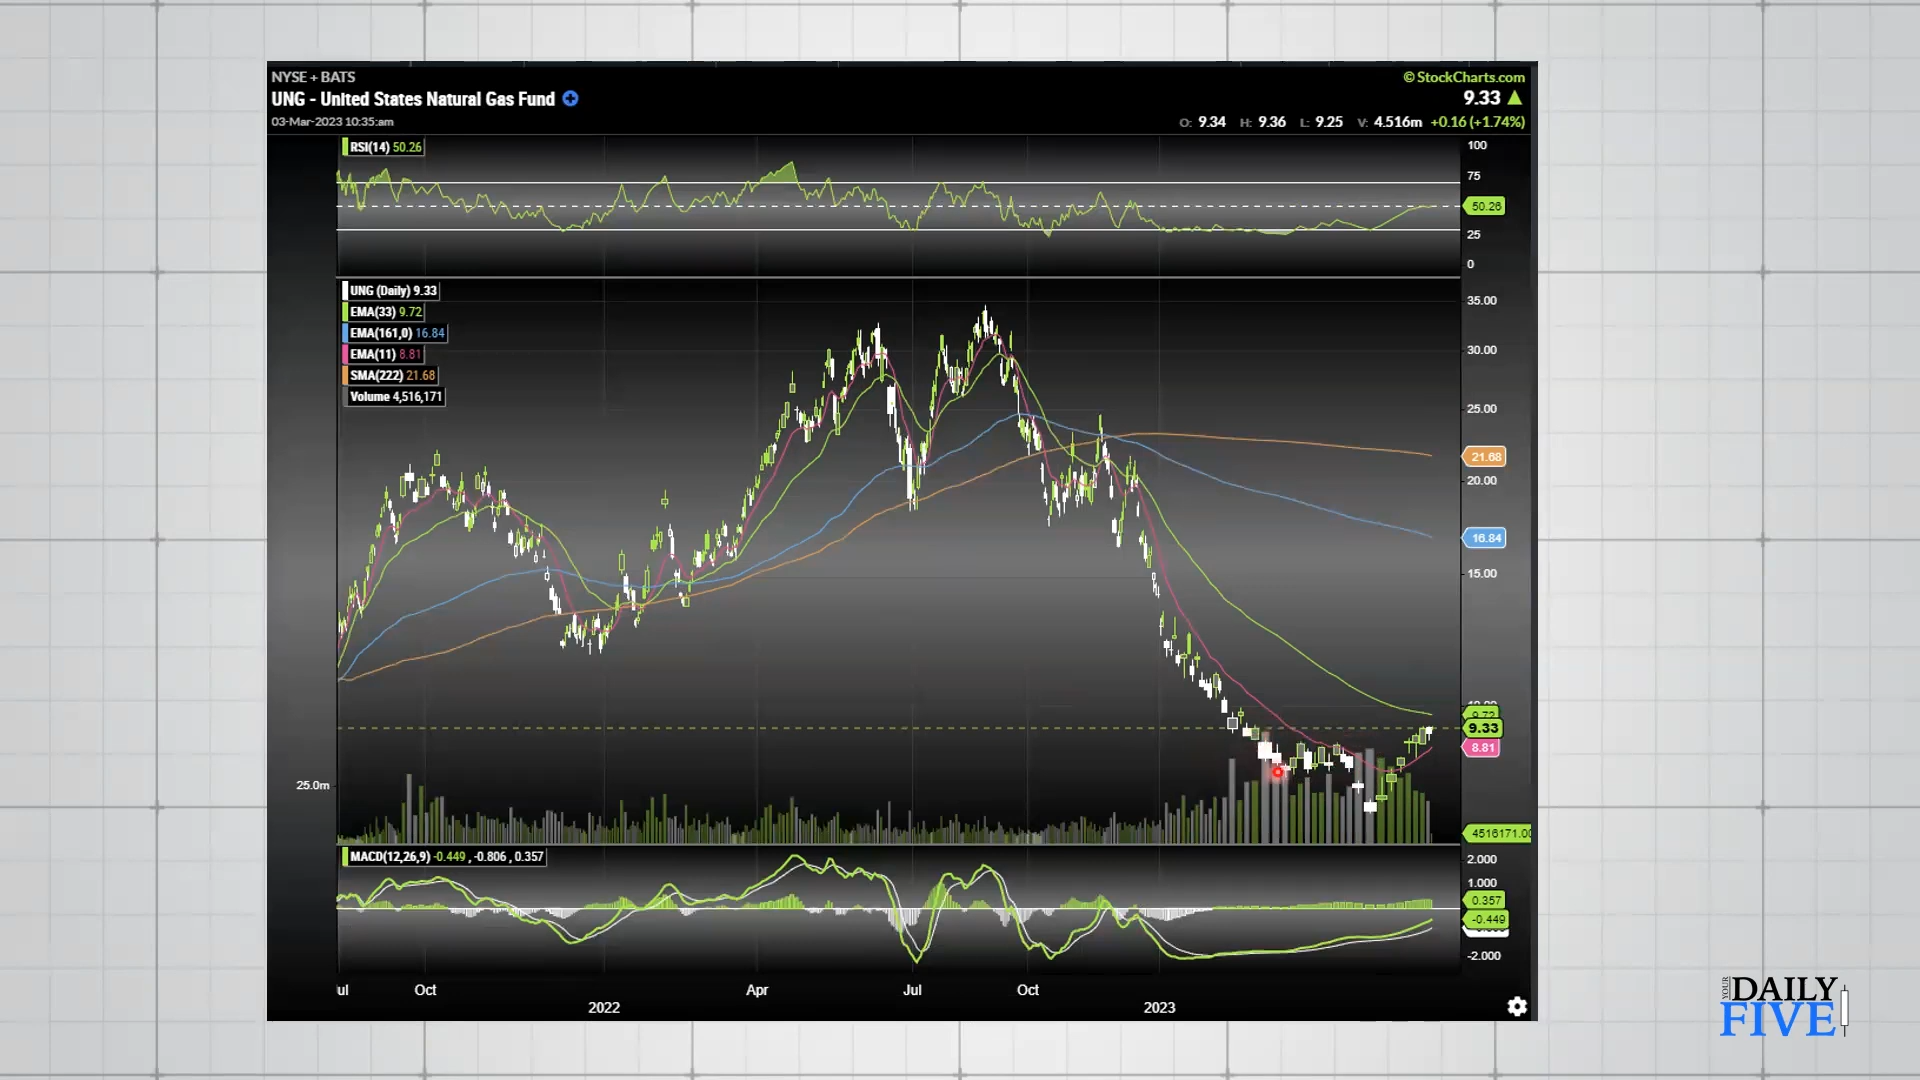 NYSE + BATS
© StockCharts.com
UNG - United States Natural Gas Fund
9.33
03-Mar-2023 10:35:am
O: 9.34 H: 9.36 L: 9.25 V: 4.516m +0.16 (+1.74%)
RSI(14) 50.26
100
75
50.26
25
0
UNG (Daily) 9.33
EMA(33) 9.72
EMA(161,0) 16.84
EMA(11) 8.81
SMA(222) 21.68
Volume 4,516,171
35.00
30.00
25.00
21.68
20.00
16.84
15.00
9.33
8.81
25.0m
4516171.00
MACD(12,26,9) -0.449 , -0.806 , 0.357
2.000
1.000
0.357
-0.449
-2.000
ul Oct 2022 Apr Jul Oct 2023
YOUR
DAILY
FIVE